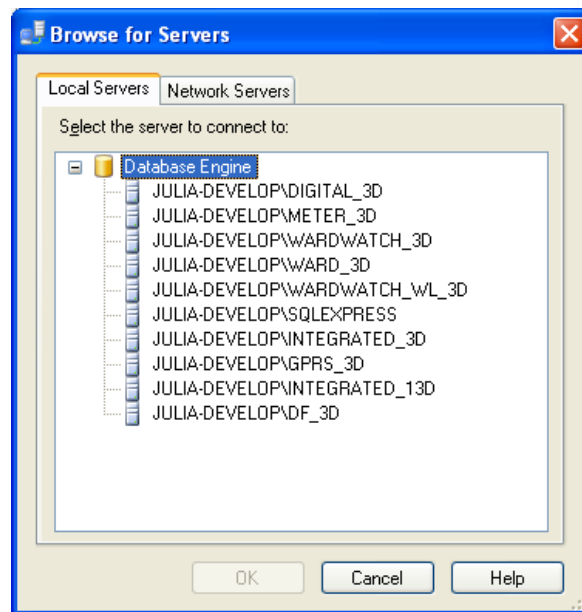 Browse for Servers
Local Servers
Network Servers
Select the server to connect to:
Database Engine
JULIA-DEVELOP\DIGITAL_3D
JULIA-DEVELOP\METER_3D
JULIA-DEVELOP\WARDWATCH_3D
JULIA-DEVELOP\WARD_3D
JULIA-DEVELOP\WARDWATCH_WL_3D
JULIA-DEVELOP\SQLEXPRESS
JULIA-DEVELOP\INTEGRATED_3D
JULIA-DEVELOP\GPRS_3D
JULIA-DEVELOP\INTEGRATED_13D
JULIA-DEVELOP\DF_3D
OK
Cancel
Help